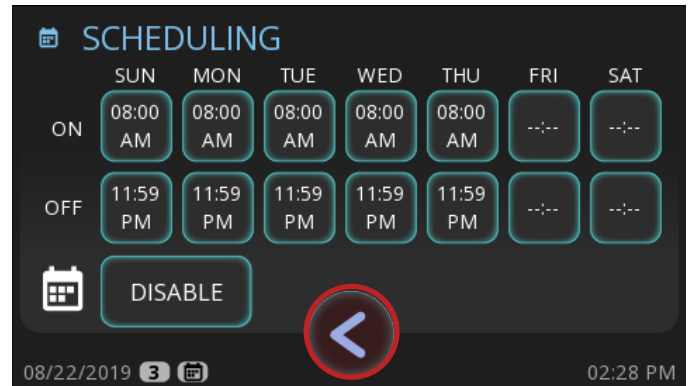 SCHEDULING
SUN MON TUE WED THU FRI SAT
ON 08:00 AM 08:00 AM 08:00 AM 08:00 AM 08:00 AM --:-- --:--
OFF 11:59 PM 11:59 PM 11:59 PM 11:59 PM 11:59 PM --:-- --:--
DISABLE
08/22/2019 3 02:28 PM